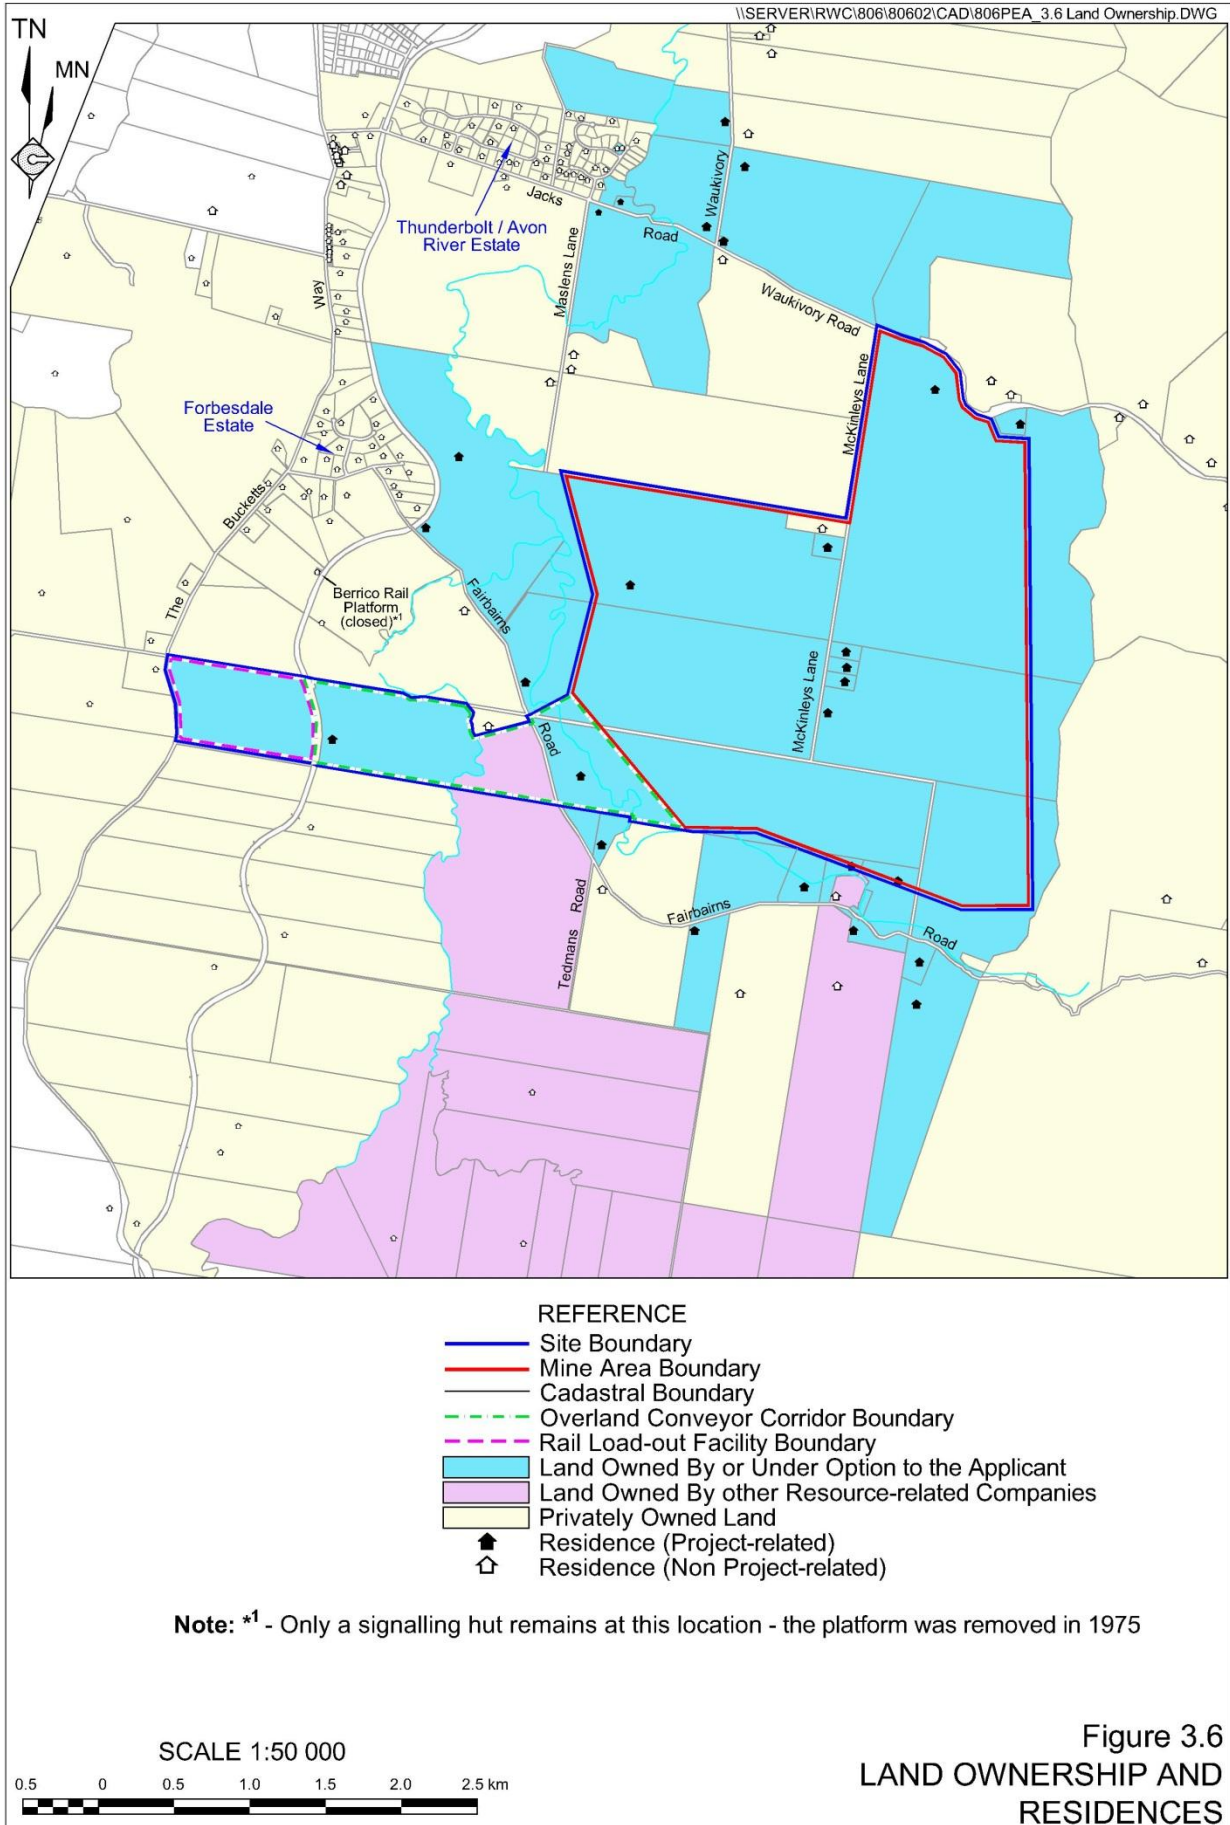 \\SERVER\RWC\806\80602\CAD\806PEA_3.6 Land Ownership.DWG
TN
MN
Thunderbolt / Avon
River Estate
Jacks
Road
Waukivory
Maslens Lane
Way
Waukivory Road
McKinleys Lane
Forbesdale
Estate
Bucketts
The
Berrico Rail
Platform
(closed)*1
Fairbairns
Road
McKinleys Lane
Tedmans Road
Fairbairns
Road
REFERENCE
Site Boundary
Mine Area Boundary
Cadastral Boundary
Overland Conveyor Corridor Boundary
Rail Load-out Facility Boundary
Land Owned By or Under Option to the Applicant
Land Owned By other Resource-related Companies
Privately Owned Land
Residence (Project-related)
Residence (Non Project-related)
Note: *1 - Only a signalling hut remains at this location - the platform was removed in 1975
SCALE 1:50 000
0.5 0 0.5 1.0 1.5 2.0 2.5 km
Figure 3.6
LAND OWNERSHIP AND
RESIDENCES